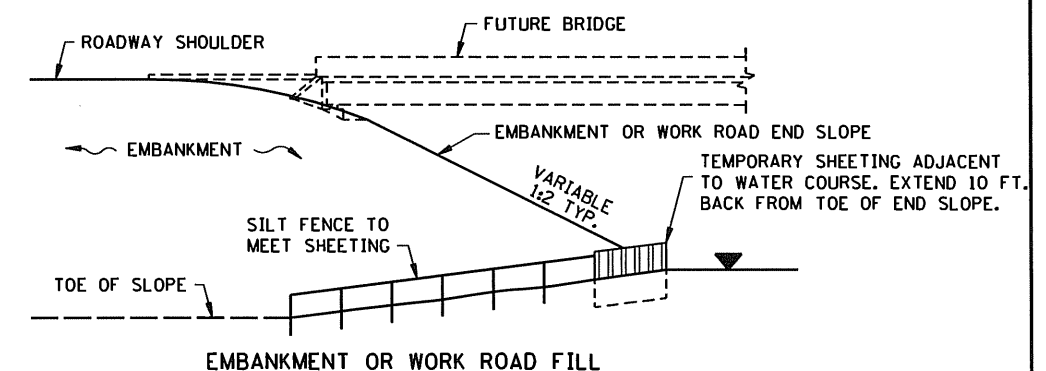 FUTURE BRIDGE
ROADWAY SHOULDER
EMBANKMENT OR WORK ROAD END SLOPE
EMBANKMENT
TEMPORARY SHEETING ADJACENT
TO WATER COURSE. EXTEND 10 FT.
BACK FROM TOE OF END SLOPE.
VARIABLE
1:2 TYP.
SILT FENCE TO
MEET SHEETING
TOE OF SLOPE
EMBANKMENT OR WORK ROAD FILL